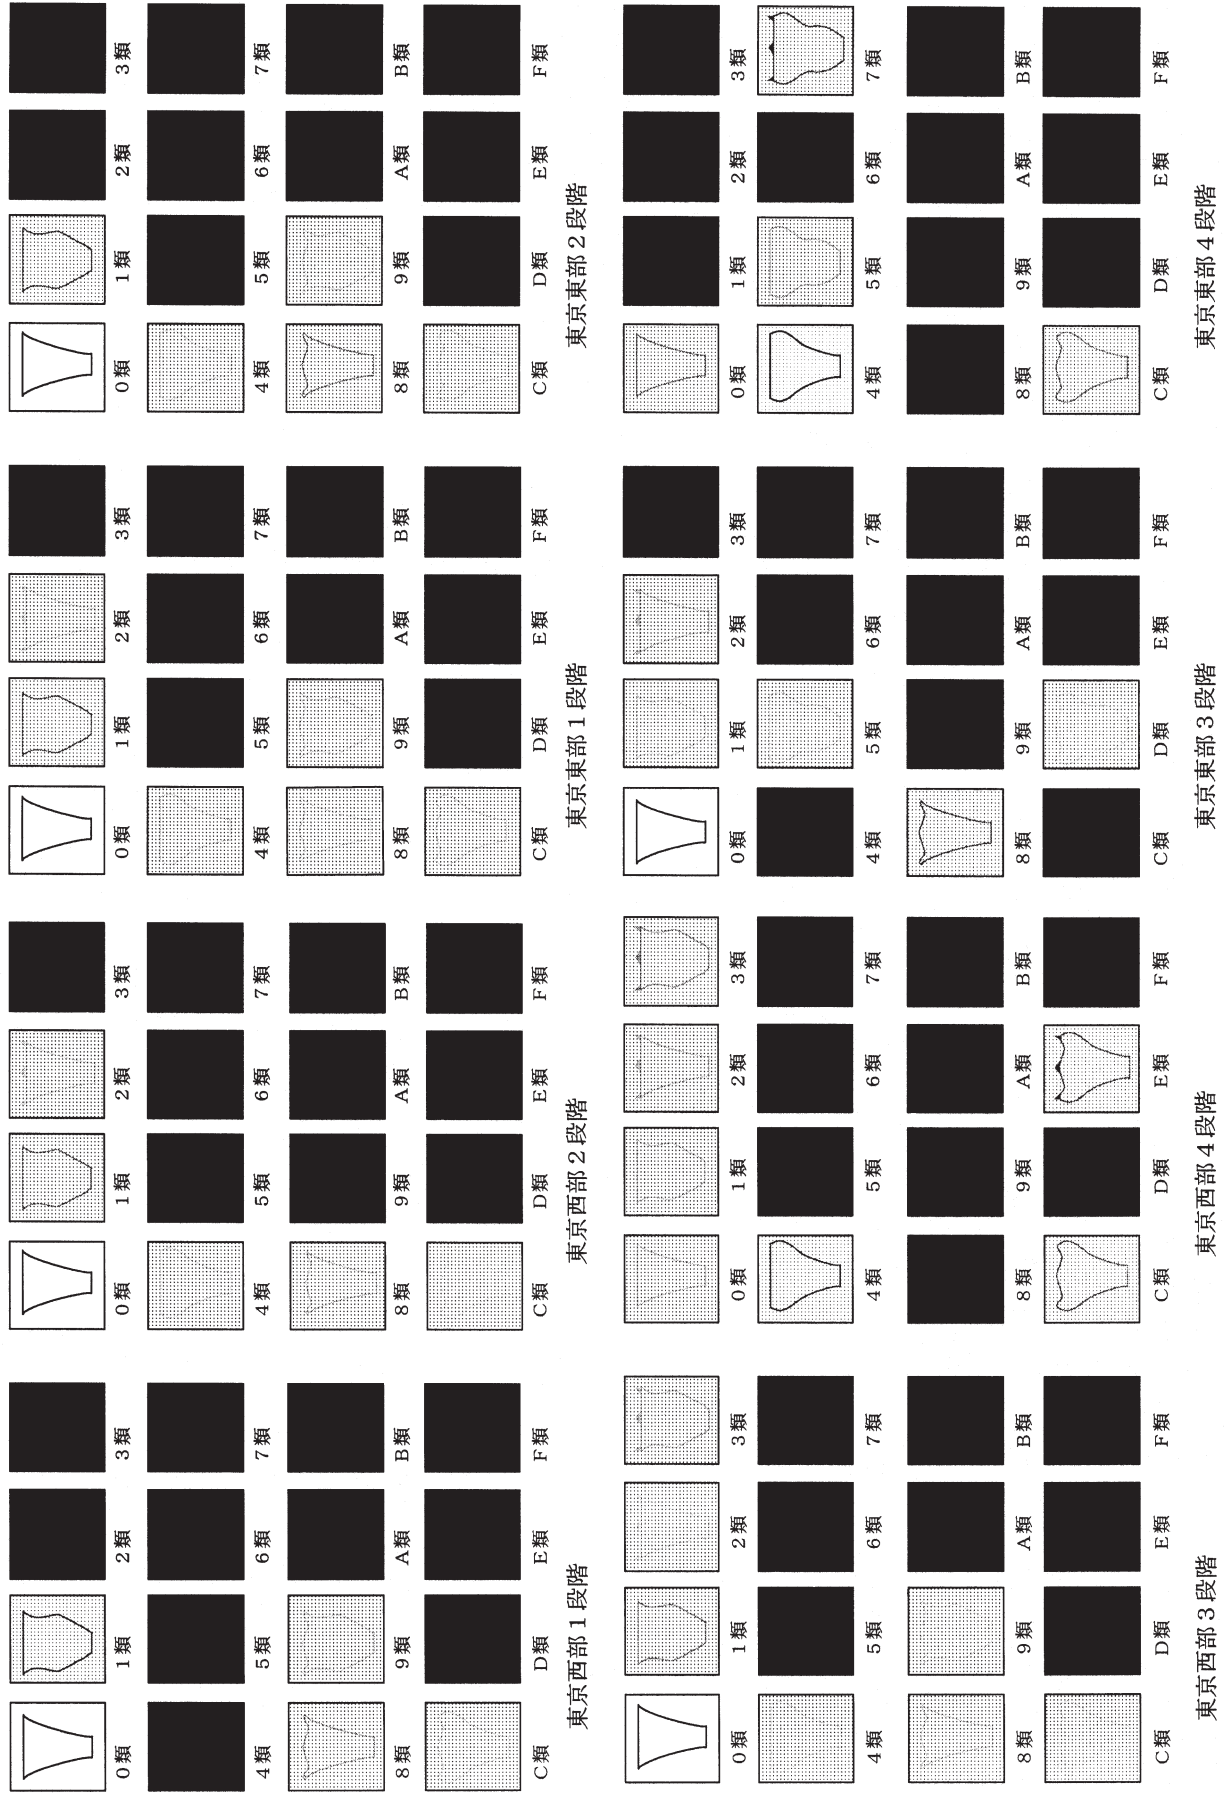 0類 1類 2類 3類
4類 5類 6類 7類
8類 9類 A類 B類
C類 D類 E類 F類
東京西部1段階
0類 1類 2類 3類
4類 5類 6類 7類
8類 9類 A類 B類
C類 D類 E類 F類
東京西部2段階
0類 1類 2類 3類
4類 5類 6類 7類
8類 9類 A類 B類
C類 D類 E類 F類
東京東部1段階
0類 1類 2類 3類
4類 5類 6類 7類
8類 9類 A類 B類
C類 D類 E類 F類
東京東部2段階
0類 1類 2類 3類
4類 5類 6類 7類
8類 9類 A類 B類
C類 D類 E類 F類
東京西部3段階
0類 1類 2類 3類
4類 5類 6類 7類
8類 9類 A類 B類
C類 D類 E類 F類
東京西部4段階
0類 1類 2類 3類
4類 5類 6類 7類
8類 9類 A類 B類
C類 D類 E類 F類
東京東部3段階
0類 1類 2類 3類
4類 5類 6類 7類
8類 9類 A類 B類
C類 D類 E類 F類
東京東部4段階